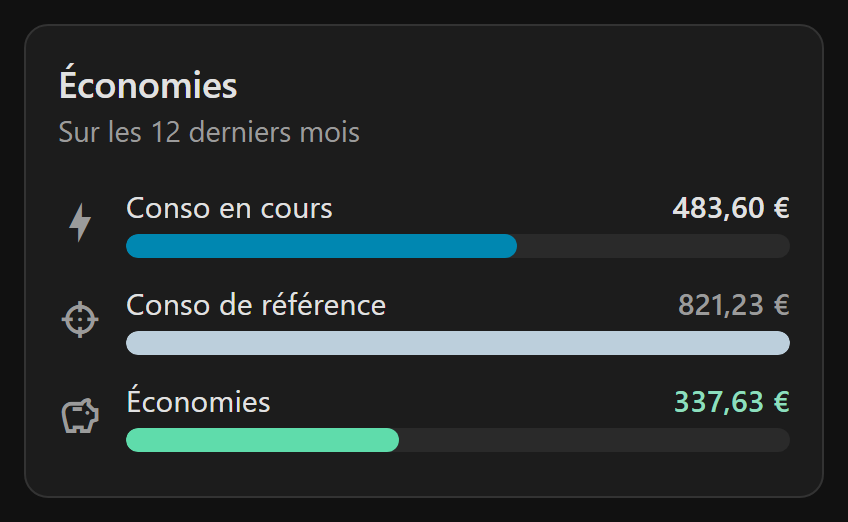 Économies
Sur les 12 derniers mois
Conso en cours 483,60 €
Conso de référence 821,23 €
Économies 337,63 €